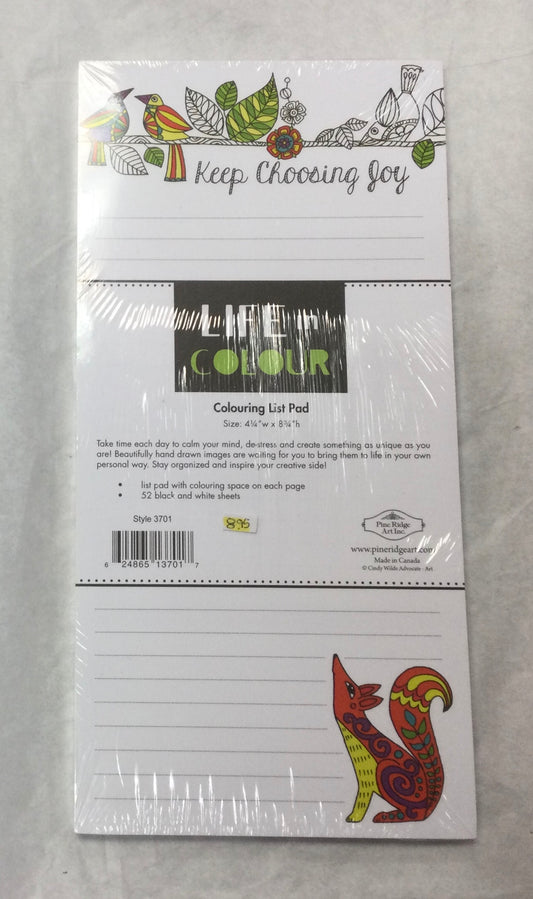 Keep Choosing Joy
LIFE in
COLOUR
Colouring List Pad
Size: 4¼"w x 8¾"h
Take time each day to calm your mind, de-stress and create something as unique as you
are! Beautifully hand drawn images are waiting for you to bring them to life in your own
personal way. Stay organized and inspire your creative side!
• list pad with colouring space on each page
• 52 black and white sheets
Style 3701
8.95
Pine Ridge
Art Inc.
www.pineridgeart.com
Made in Canada
© Cindy Wilde Advocate - Art
6 24865 13701 7